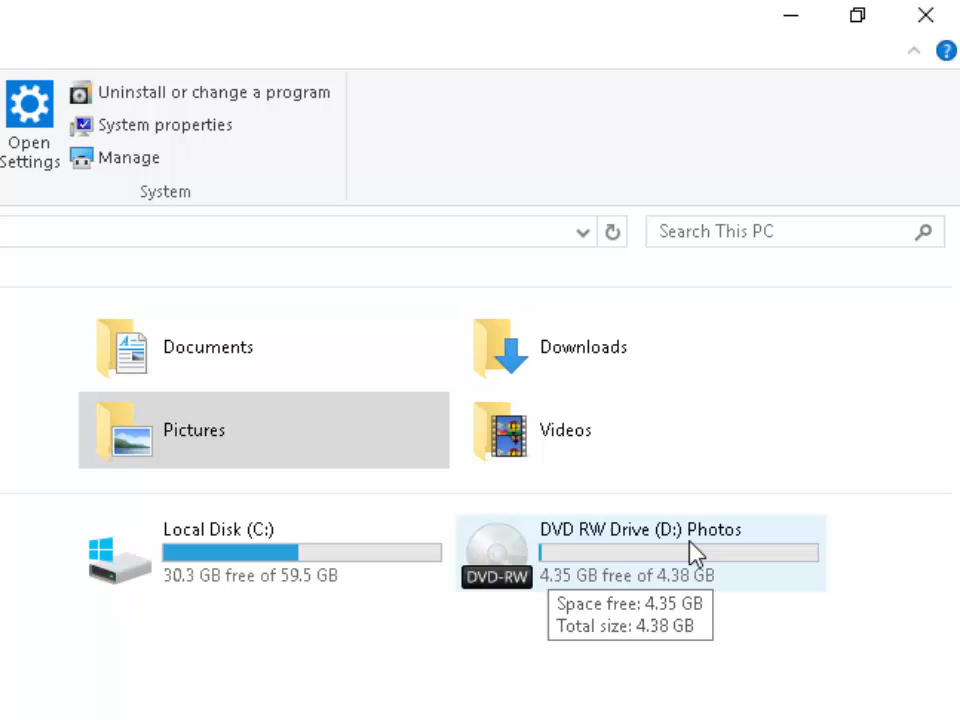 Uninstall or change a program
System properties
Manage
Open
Settings
System
Search This PC
Documents
Downloads
Pictures
Videos
Local Disk (C:)
30.3 GB free of 59.5 GB
DVD RW Drive (D:) Photos
DVD-RW
4.35 GB free of 4.38 GB
Space free: 4.35 GB
Total size: 4.38 GB